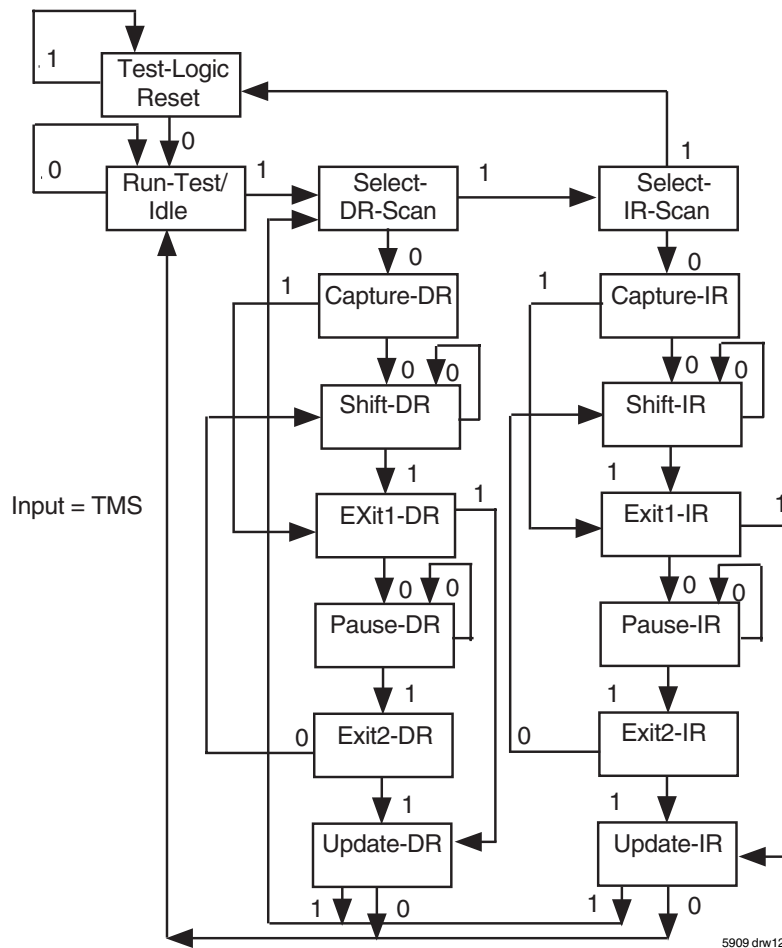 1
Test-Logic
Reset
0
0
Run-Test/
Idle
1
Select-
DR-Scan
1
Select-
IR-Scan
1
0
0
1
Capture-DR
1
Capture-IR
0
0
0
0
Shift-DR
Shift-IR
1
1
Input = TMS
EXit1-DR
1
Exit1-IR
1
0
0
0
0
Pause-DR
Pause-IR
1
1
0
Exit2-DR
0
Exit2-IR
1
1
Update-DR
Update-IR
1
0
1
0
5909 drw12